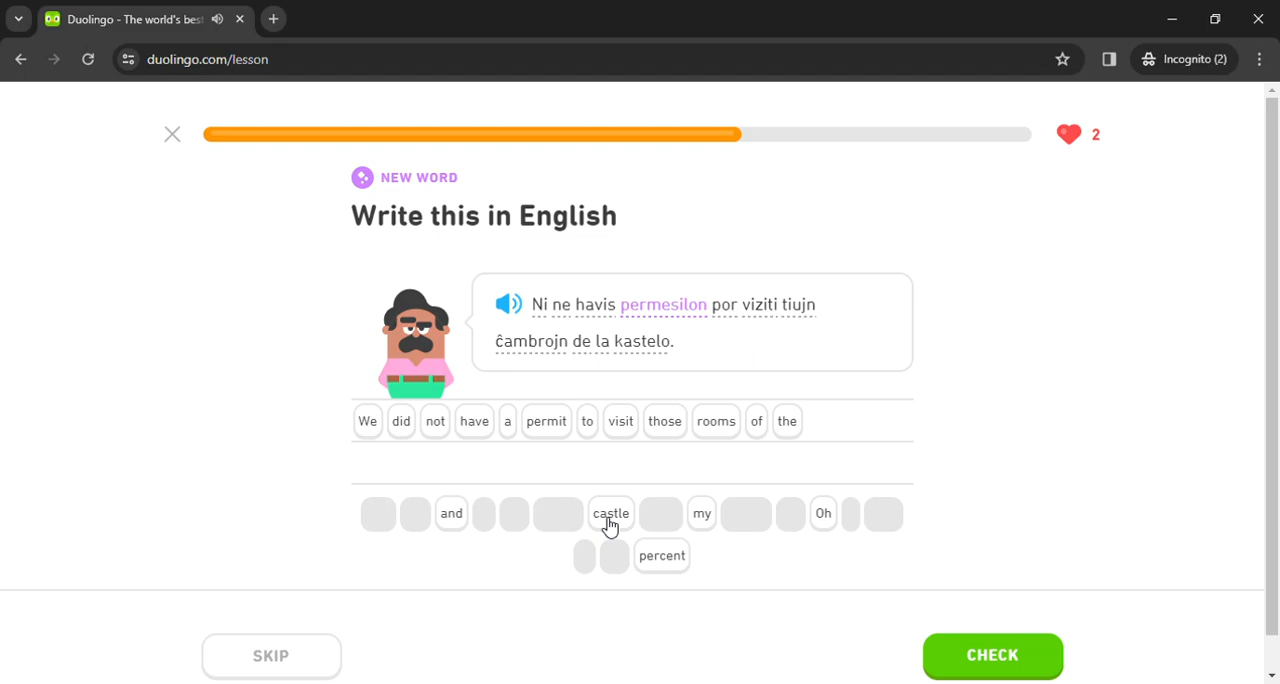 Duolingo - The world's bes
duolingo.com/lesson
Incognito (2)
2
NEW WORD
Write this in English
Ni ne havis permesilon por viziti tiujn
ĉambrojn de la kastelo.
We did not have a permit to visit those rooms of the
and castle my Oh
percent
SKIP
CHECK